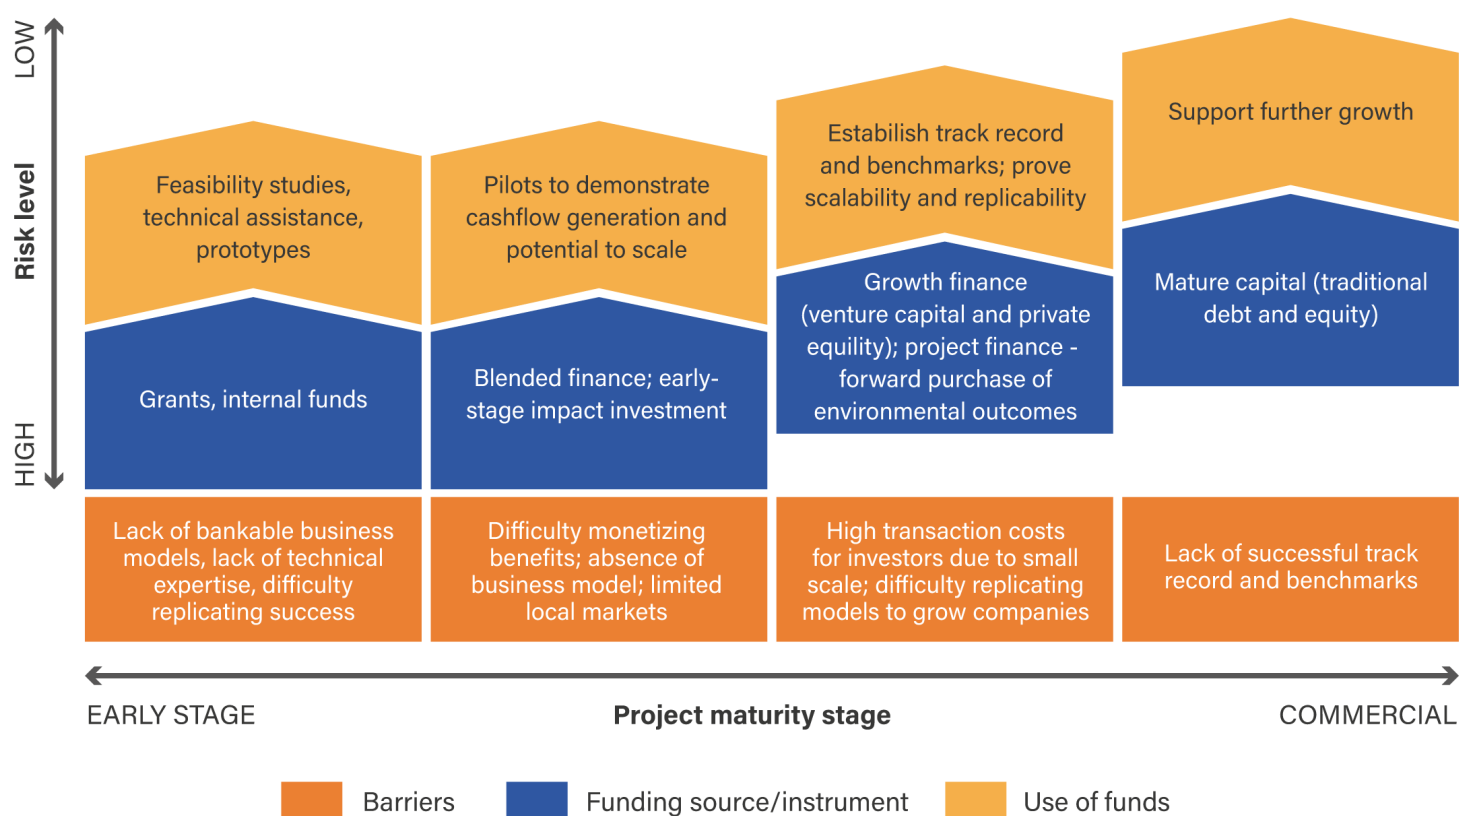 LOW
Risk level
HIGH
Feasibility studies,
technical assistance,
prototypes
Grants, internal funds
Lack of bankable business
models, lack of technical
expertise, difficulty
replicating success
Pilots to demonstrate
cashflow generation and
potential to scale
Blended finance; early-
stage impact investment
Difficulty monetizing
benefits; absence of
business model; limited
local markets
Estabilish track record
and benchmarks; prove
scalability and replicability
Growth finance
(venture capital and private
equility); project finance -
forward purchase of
environmental outcomes
High transaction costs
for investors due to small
scale; difficulty replicating
models to grow companies
Support further growth
Mature capital (traditional
debt and equity)
Lack of successful track
record and benchmarks
EARLY STAGE
Project maturity stage
COMMERCIAL
Barriers
Funding source/instrument
Use of funds